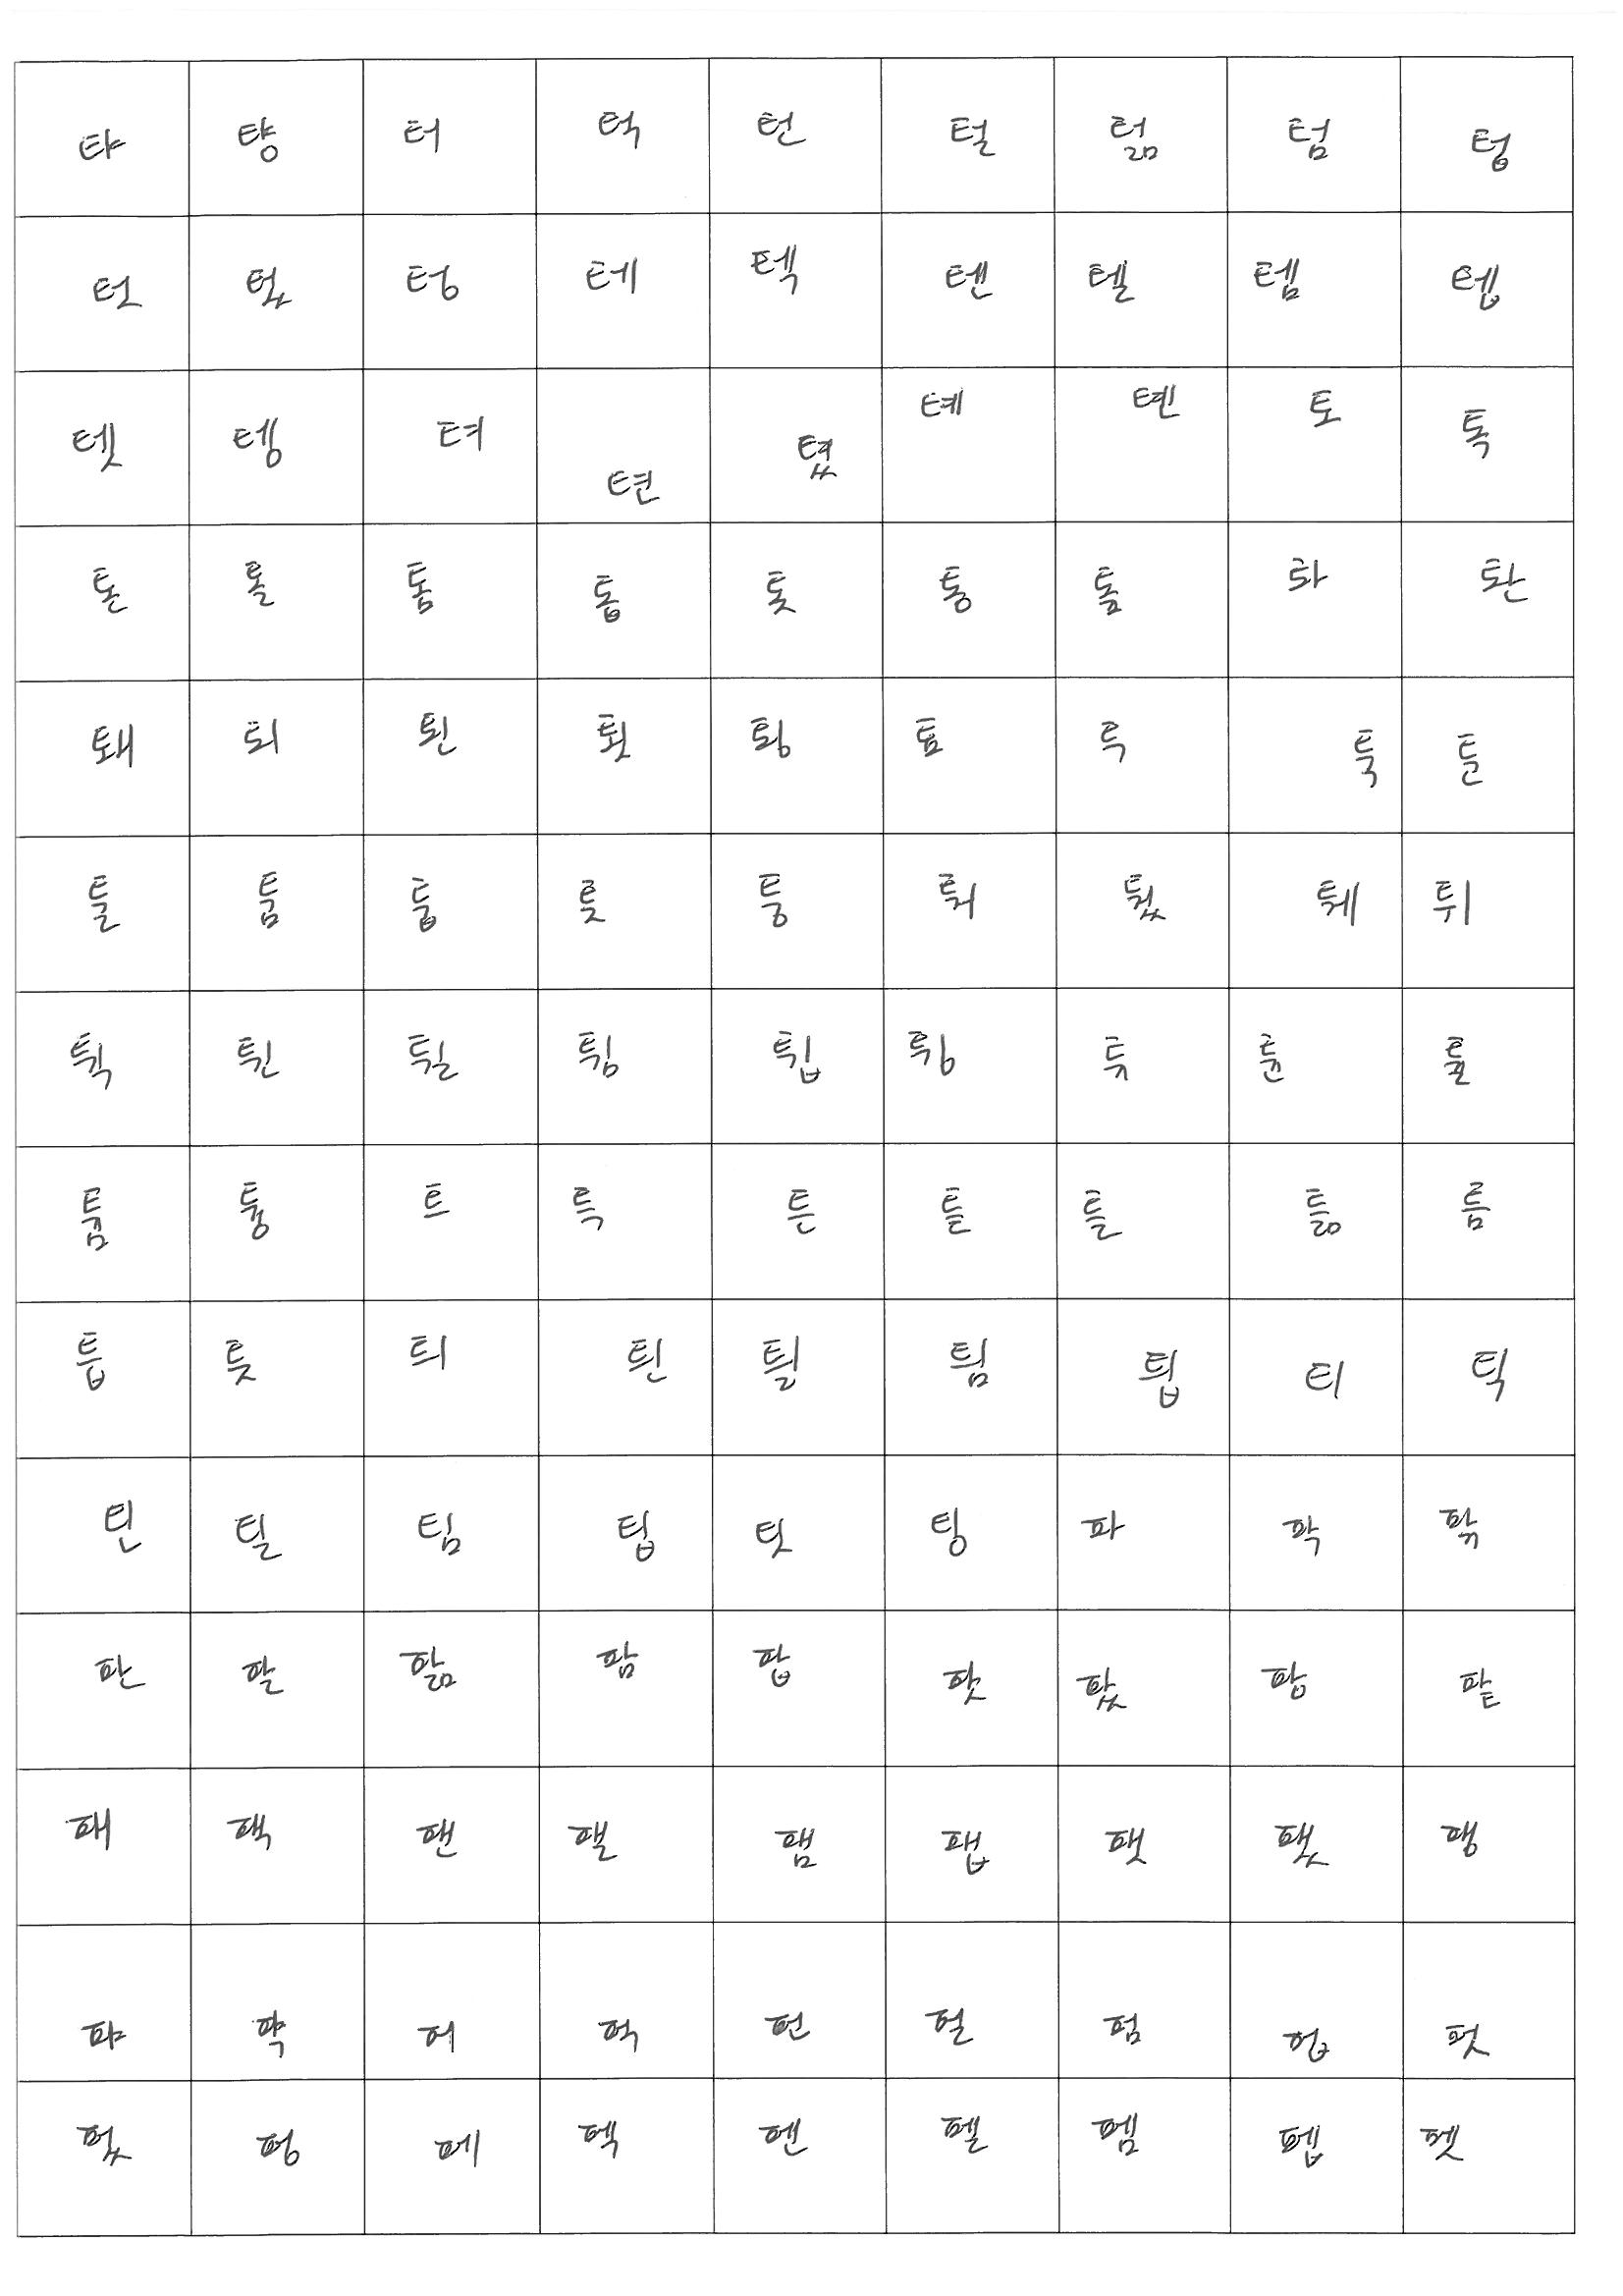 탸 턍 터 턱 턴 털 턺 텀 텁
텃 텄 텅 테 텍 텐 텔 템 텝
텟 텡 텨 텬 텼 톄 톈 토 톡
톤 톨 톰 톱 톳 통 톺 톼 퇀
퇘 퇴 퇸 툇 툉 툐 투 툭 툰
툴 툼 툽 툿 퉁 퉈 퉜 퉤 튀
튁 튄 튈 튐 튑 튕 튜 튠 튤
튬 튱 트 특 튼 튿 틀 틂 틈
틉 틋 틔 틘 틜 틤 틥 티 틱
틴 틸 팀 팁 팃 팅 파 팍 팎
판 팔 팖 팜 팝 팟 팠 팡 팥
패 팩 팬 팰 팸 팹 팻 팼 팽
퍄 퍅 퍼 퍽 펀 펄 펌 펍 펏
펐 펑 페 펙 펜 펠 펨 펩 펫